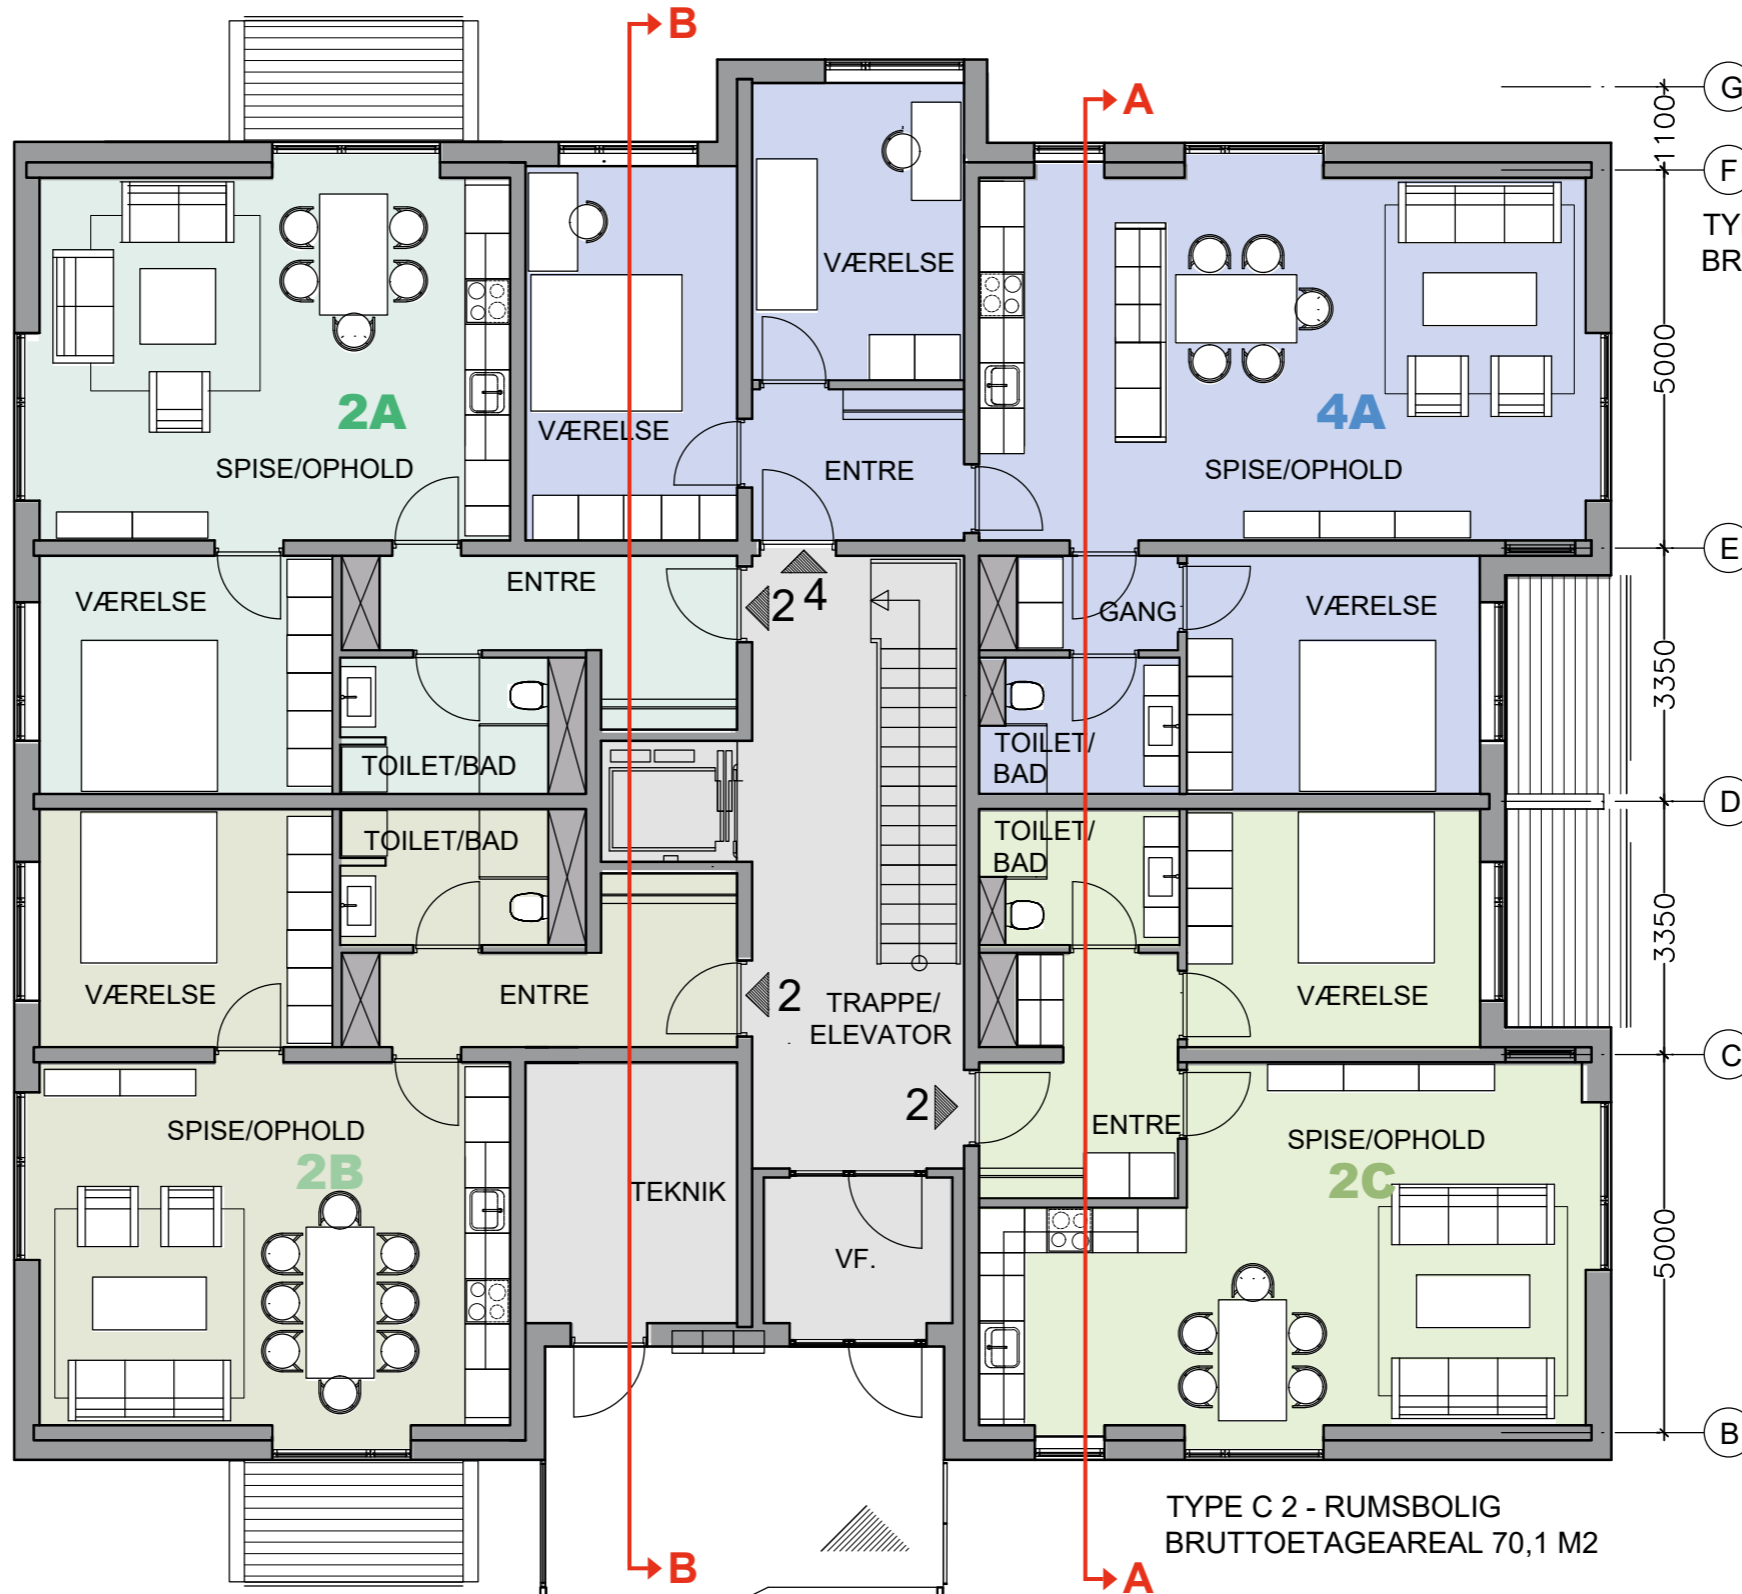 B
A
G
1100
F
TY
BR
VÆRELSE
5000
2A
4A
VÆRELSE
SPISE/OPHOLD
ENTRE
SPISE/OPHOLD
E
ENTRE
VÆRELSE
2
4
GANG
VÆRELSE
3350
TOILET/BAD
TOILET/
BAD
D
TOILET/BAD
TOILET/
BAD
3350
VÆRELSE
ENTRE
2
TRAPPE/
ELEVATOR
VÆRELSE
C
2
SPISE/OPHOLD
ENTRE
SPISE/OPHOLD
2B
2C
TEKNIK
5000
VF.
B
TYPE C 2 - RUMSBOLIG
BRUTTOETAGEAREAL 70,1 M2
B
A